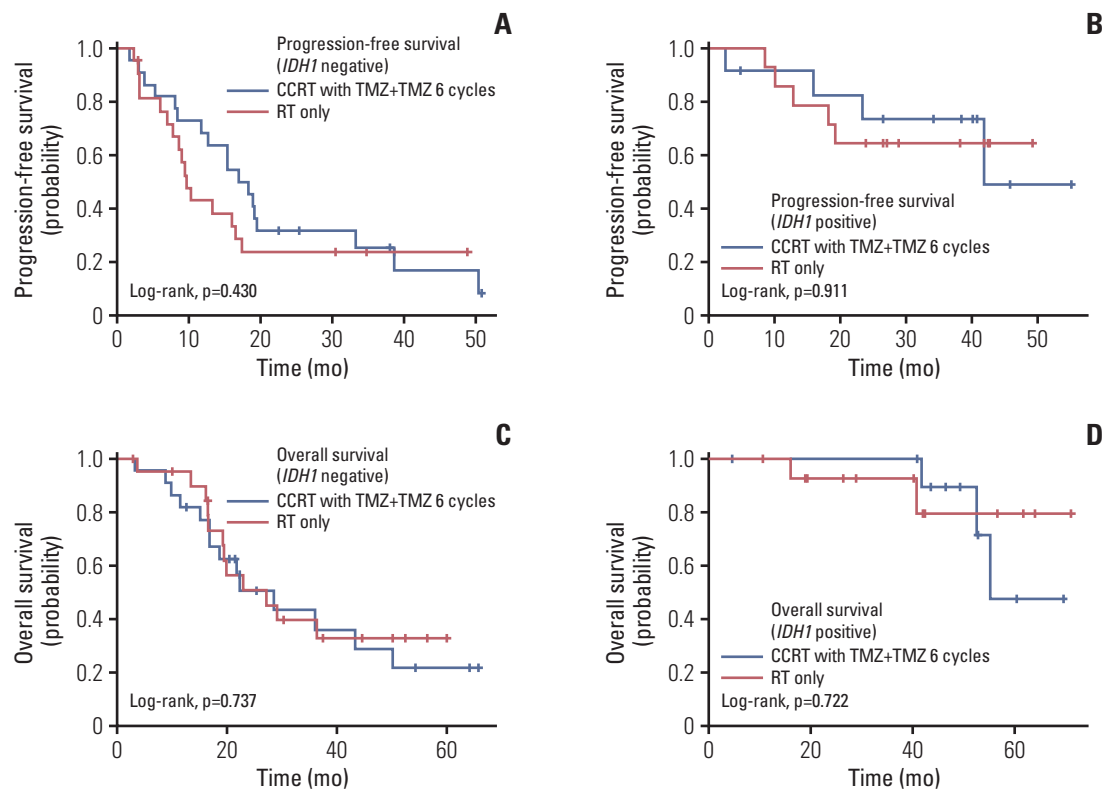 A
Progression-free survival
(probability)
1.0
0.8
0.6
0.4
0.2
0
Progression-free survival
(IDH1 negative)
CCRT with TMZ+TMZ 6 cycles
RT only
Log-rank, p=0.430
0 10 20 30 40 50
Time (mo)
B
Progression-free survival
(probability)
1.0
0.8
0.6
0.4
0.2
0
Progression-free survival
(IDH1 positive)
CCRT with TMZ+TMZ 6 cycles
RT only
Log-rank, p=0.911
0 10 20 30 40 50
Time (mo)
C
Overall survival
(probability)
1.0
0.8
0.6
0.4
0.2
0
Overall survival
(IDH1 negative)
CCRT with TMZ+TMZ 6 cycles
RT only
Log-rank, p=0.737
0 20 40 60
Time (mo)
D
Overall survival
(probability)
1.0
0.8
0.6
0.4
0.2
0
Overall survival
(IDH1 positive)
CCRT with TMZ+TMZ 6 cycles
RT only
Log-rank, p=0.722
0 20 40 60
Time (mo)